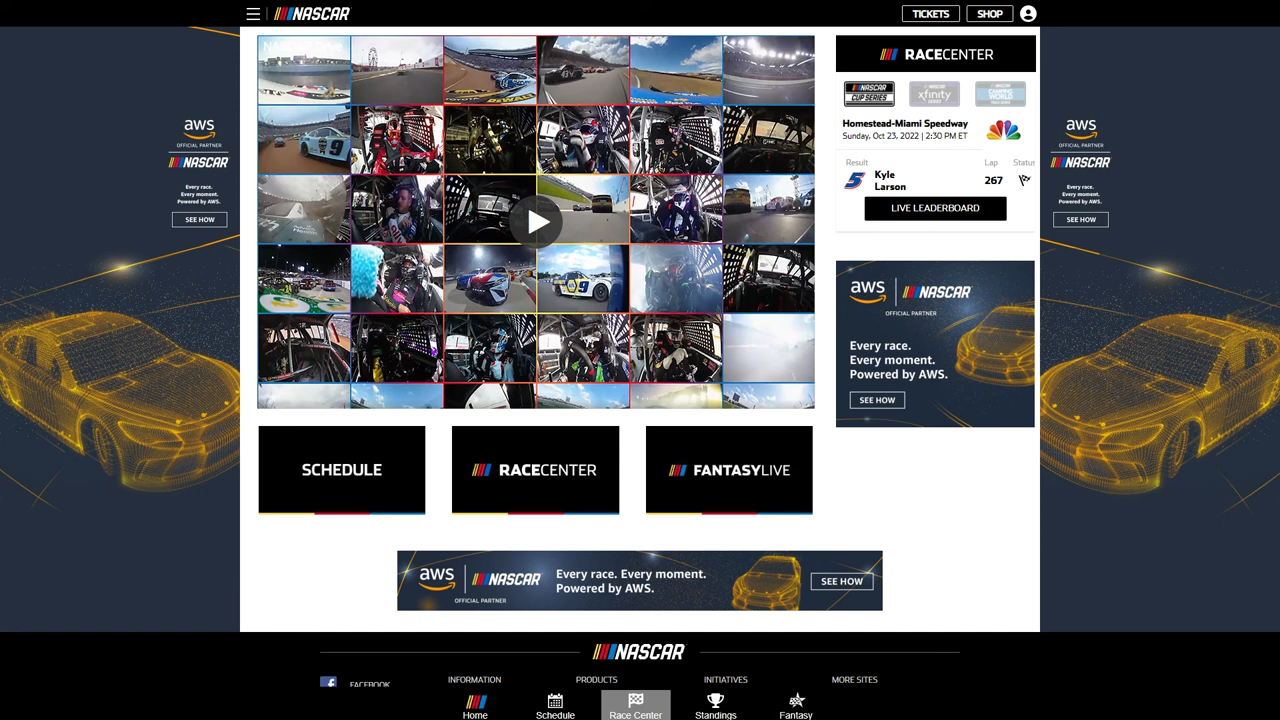 NASCAR
TICKETS
SHOP
NASCAR Drive
RACECENTER
NASCAR
CUP SERIES
NASCAR
xfinity
SERIES
NASCAR
CAMPING
WORLD
Homestead-Miami Speedway
Sunday, Oct 23, 2022 | 2:30 PM ET
Result
Lap
Status
5
Kyle
Larson
267
LIVE LEADERBOARD
aws
OFFICIAL PARTNER
NASCAR
Every race.
Every moment.
Powered by AWS.
SEE HOW
aws
OFFICIAL PARTNER
NASCAR
Every race.
Every moment.
Powered by AWS.
SEE HOW
aws
NASCAR
OFFICIAL PARTNER
Every race.
Every moment.
Powered by AWS.
SEE HOW
SCHEDULE
RACECENTER
FANTASYLIVE
aws
NASCAR
OFFICIAL PARTNER
Every race. Every moment.
Powered by AWS.
SEE HOW
NASCAR
FACEBOOK
INFORMATION
PRODUCTS
INITIATIVES
MORE SITES
Home
Schedule
Race Center
Standings
Fantasy